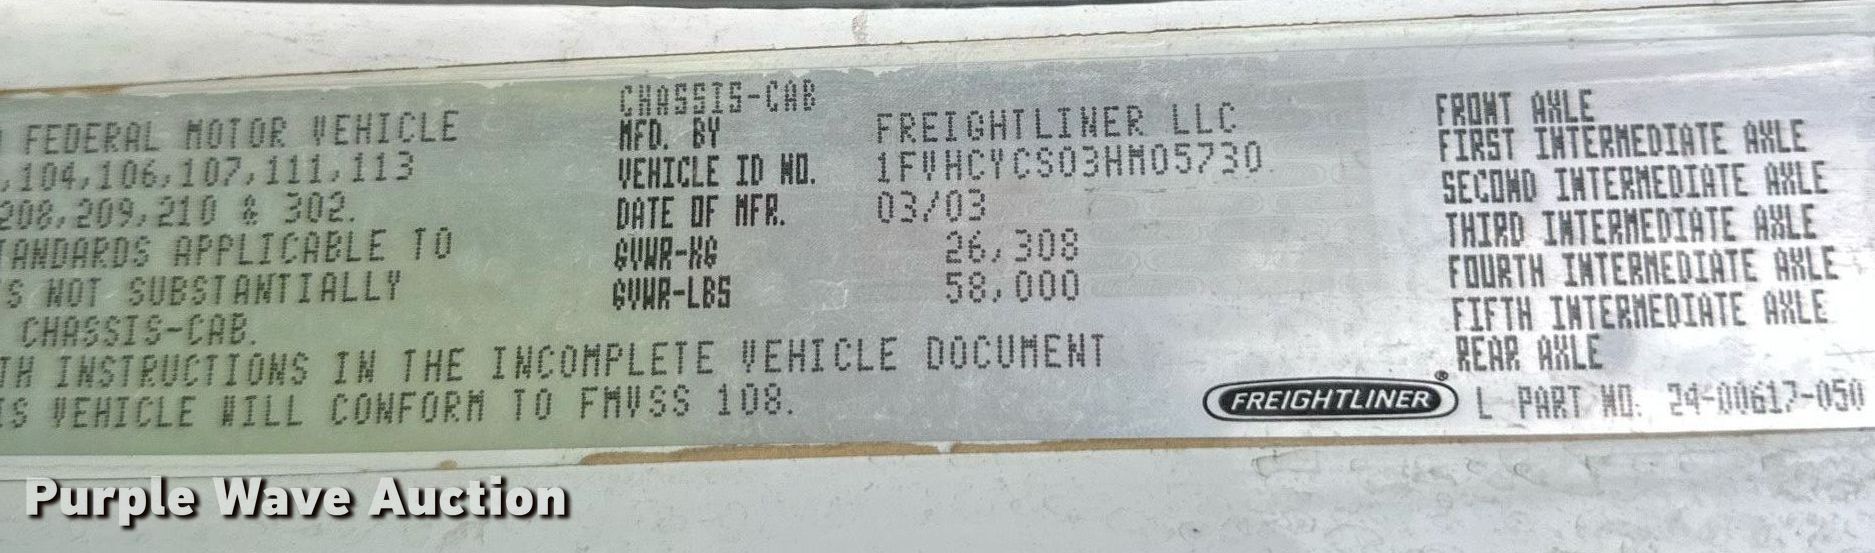 FEDERAL MOTOR VEHICLE
,104,106,107,111,113
208,209,210 & 302.
TANDARDS APPLICABLE TO
S NOT SUBSTANTIALLY
CHASSIS-CAB.
TH INSTRUCTIONS IN THE INCOMPLETE VEHICLE DOCUMENT
IS VEHICLE WILL CONFORM TO FMVSS 108.
CHASSIS-CAB
MFD. BY FREIGHTLINER LLC
VEHICLE ID NO. 1FVHCYCS03HM05730
DATE OF MFR. 03/03
GVWR-KG 26,308
GVWR-LBS 58,000
FRONT AXLE
FIRST INTERMEDIATE AXLE
SECOND INTERMEDIATE AXLE
THIRD INTERMEDIATE AXLE
FOURTH INTERMEDIATE AXLE
FIFTH INTERMEDIATE AXLE
REAR AXLE
FREIGHTLINER® L PART NO. 24-00617-050
Purple Wave Auction